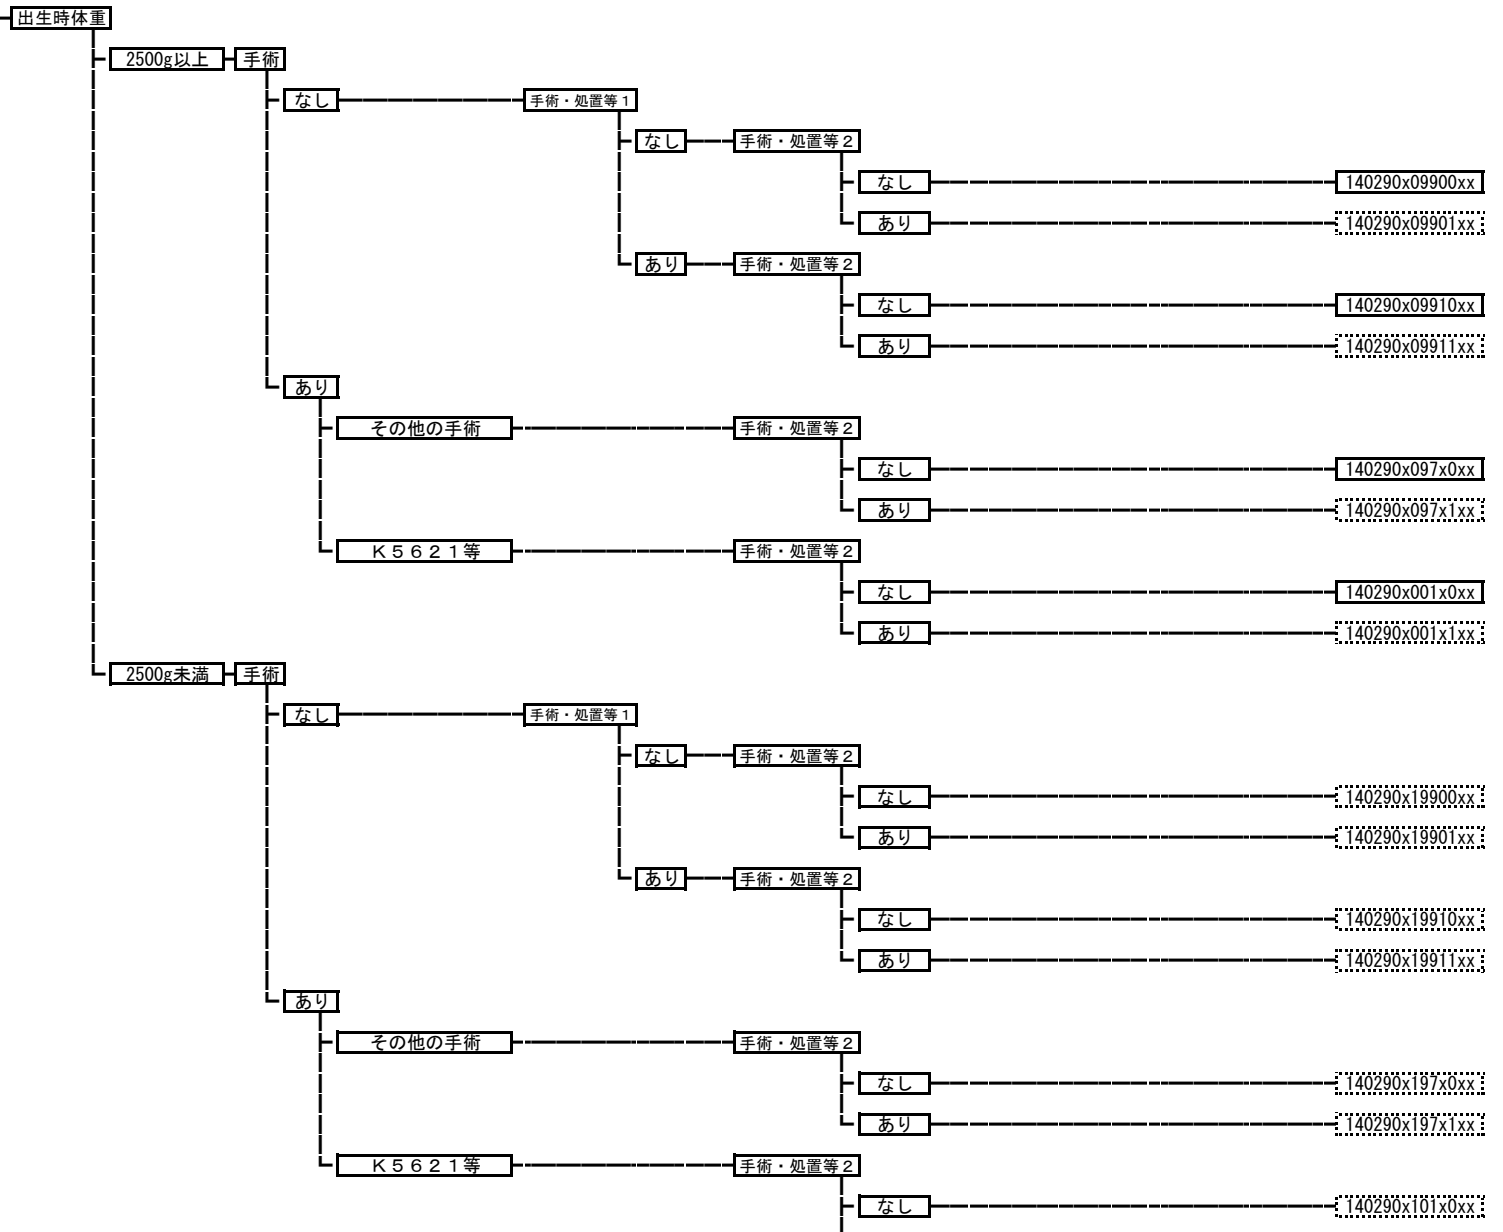 出生時体重
2500g以上 手術
なし 手術・処置等１
なし 手術・処置等２
なし 140290x09900xx
あり 140290x09901xx
あり 手術・処置等２
なし 140290x09910xx
あり 140290x09911xx
あり
その他の手術 手術・処置等２
なし 140290x097x0xx
あり 140290x097x1xx
Ｋ５６２１等 手術・処置等２
なし 140290x001x0xx
あり 140290x001x1xx
2500g未満 手術
なし 手術・処置等１
なし 手術・処置等２
なし 140290x19900xx
あり 140290x19901xx
あり 手術・処置等２
なし 140290x19910xx
あり 140290x19911xx
あり
その他の手術 手術・処置等２
なし 140290x197x0xx
あり 140290x197x1xx
Ｋ５６２１等 手術・処置等２
なし 140290x101x0xx